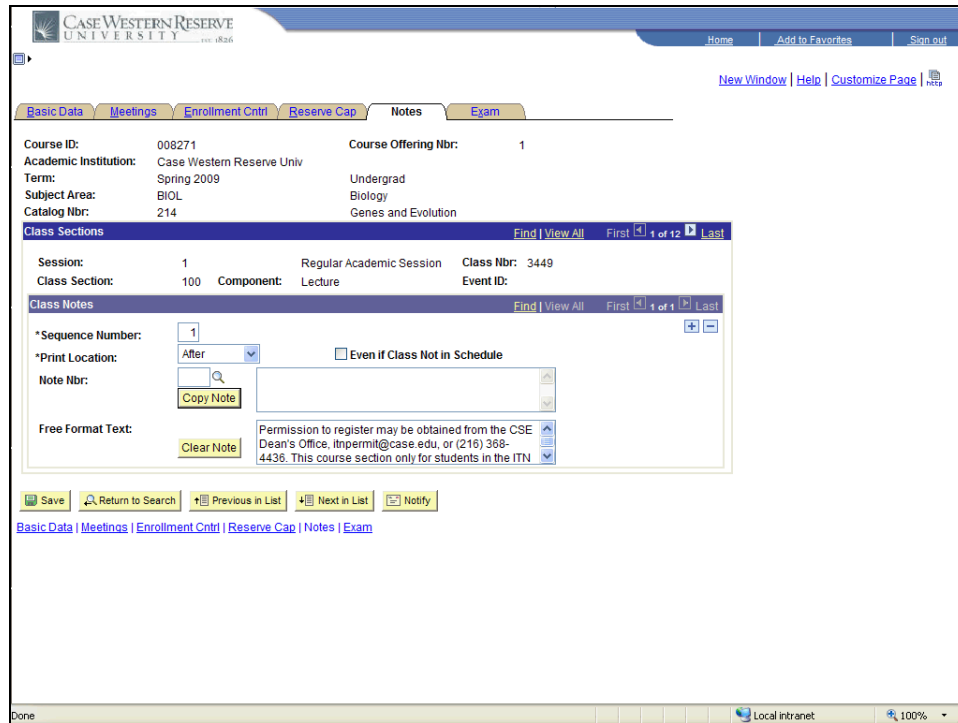 CASE WESTERN RESERVE
UNIVERSITY EST. 1826
Home Add to Favorites Sign out
New Window | Help | Customize Page | http
Basic Data Meetings Enrollment Cntrl Reserve Cap Notes Exam
Course ID: 008271 Course Offering Nbr: 1
Academic Institution: Case Western Reserve Univ
Term: Spring 2009 Undergrad
Subject Area: BIOL Biology
Catalog Nbr: 214 Genes and Evolution
Class Sections Find | View All First 1 of 12 Last
Session: 1 Regular Academic Session Class Nbr: 3449
Class Section: 100 Component: Lecture Event ID:
Class Notes Find | View All First 1 of 1 Last
*Sequence Number: 1
*Print Location: After Even if Class Not in Schedule
Note Nbr:
Copy Note
Free Format Text: Permission to register may be obtained from the CSE
Clear Note Dean's Office, itnpermit@case.edu, or (216) 368-
4436. This course section only for students in the ITN
Save Return to Search Previous in List Next in List Notify
Basic Data | Meetings | Enrollment Cntrl | Reserve Cap | Notes | Exam
Done Local intranet 100%